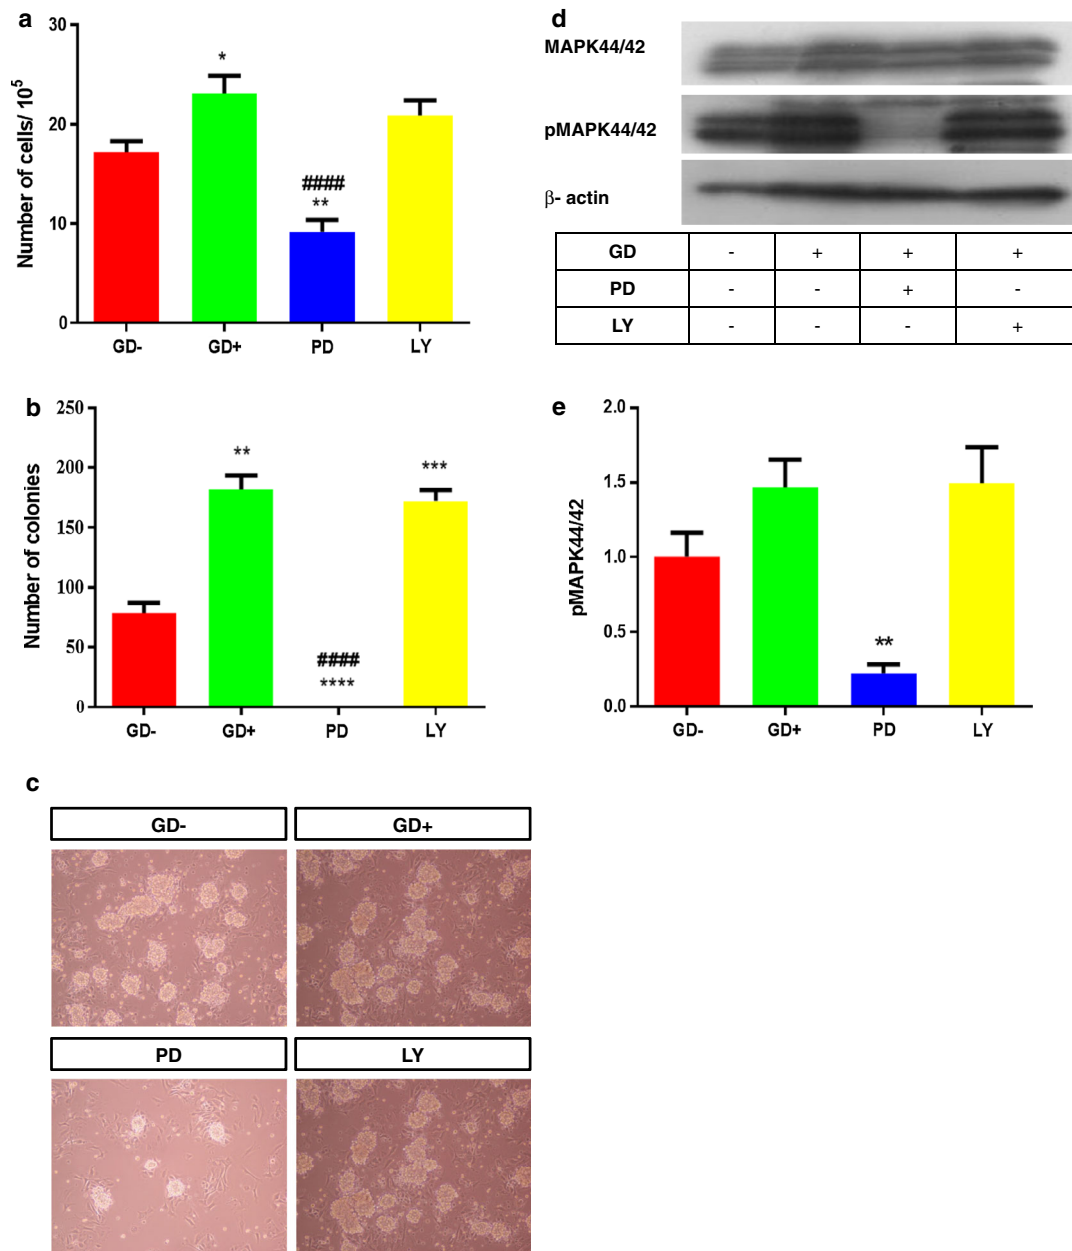 a
Number of cells/ 10⁵
30
20
10
0
*
####
**
GD-
GD+
PD
LY
b
Number of colonies
250
200
150
100
50
0
**
####
****
***
GD-
GD+
PD
LY
c
GD-
GD+
PD
LY
d
MAPK44/42
pMAPK44/42
β- actin
GD - + + +
PD - - + -
LY - - - +
e
pMAPK44/42
2.0
1.5
1.0
0.5
0.0
**
GD-
GD+
PD
LY